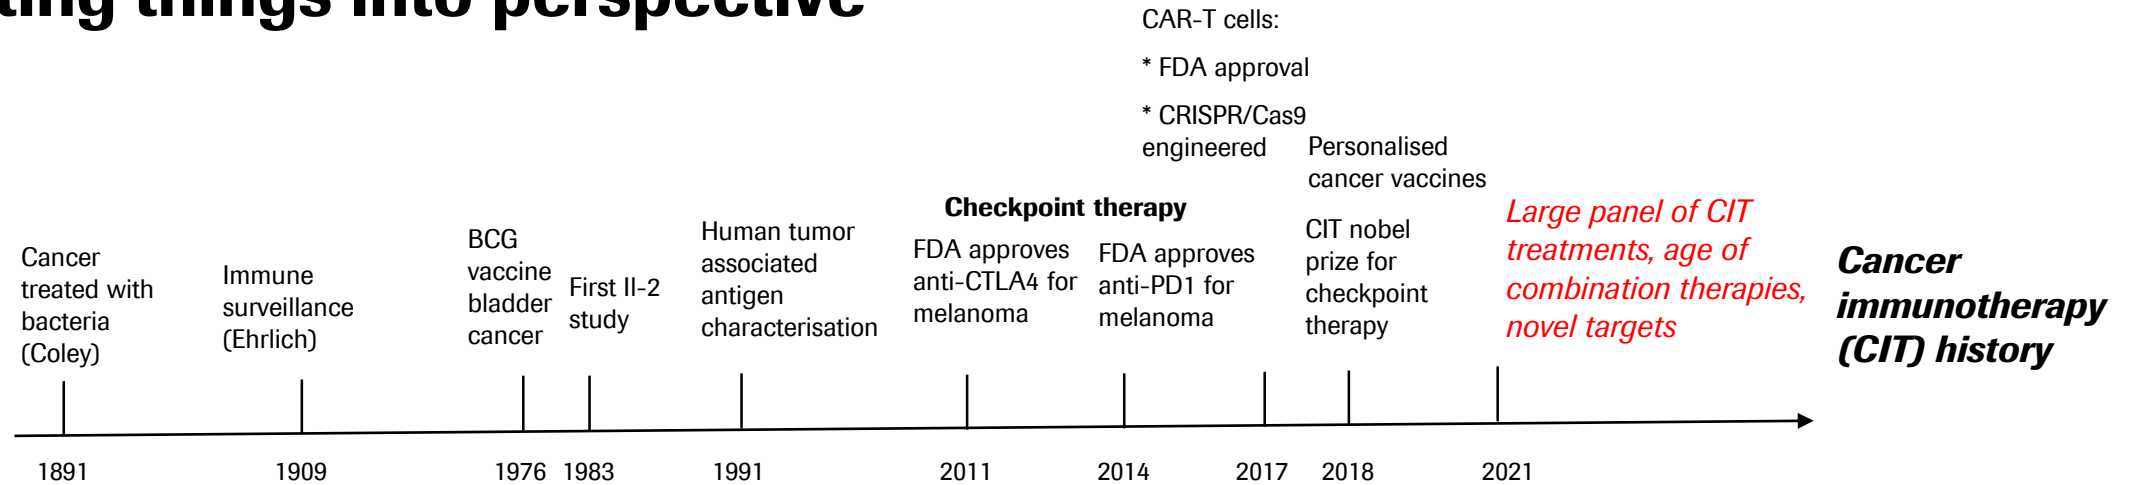 things into perspective
CAR-T cells:
* FDA approval
* CRISPR/Cas9
engineered
Personalised
cancer vaccines
Checkpoint therapy
Cancer
treated with
bacteria
(Coley)
Immune
surveillance
(Ehrlich)
BCG
vaccine
bladder
cancer
First Il-2
study
Human tumor
associated
antigen
characterisation
FDA approves
anti-CTLA4 for
melanoma
FDA approves
anti-PD1 for
melanoma
CIT nobel
prize for
checkpoint
therapy
Large panel of CIT
treatments, age of
combination therapies,
novel targets
Cancer
immunotherapy
(CIT) history
1891 1909 1976 1983 1991 2011 2014 2017 2018 2021